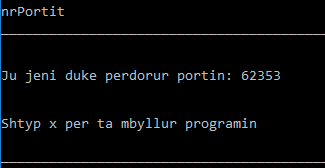 nrPortit
Ju jeni duke perdorur portin: 62353
Shtyp x per ta mbyllur programin